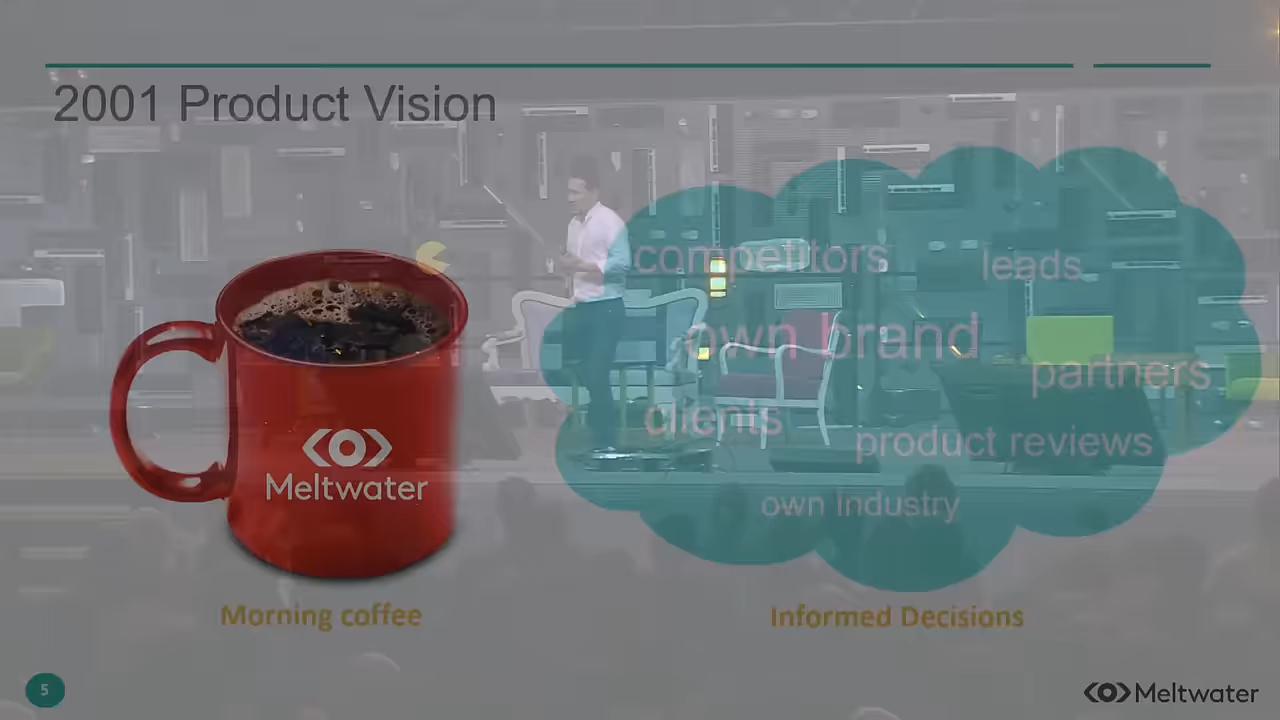 2001 Product Vision
competitors
leads
own brand
partners
clients
product reviews
own Industry
Meltwater
Morning coffee
Informed Decisions
5
Meltwater